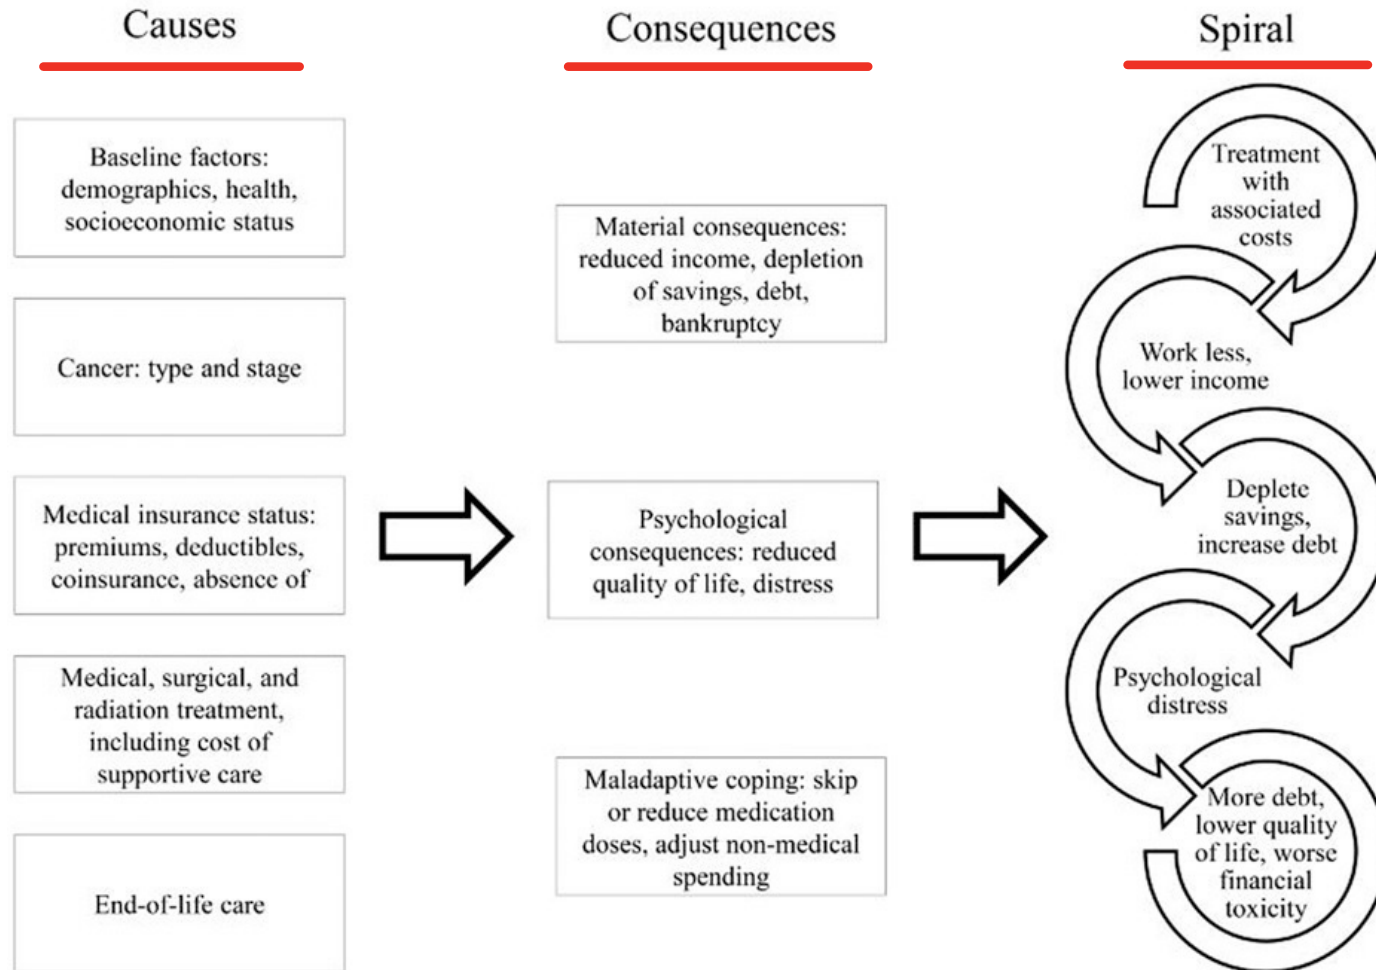 Causes
Consequences
Spiral
Baseline factors:
demographics, health,
socioeconomic status
Cancer: type and stage
Medical insurance status:
premiums, deductibles,
coinsurance, absence of
Medical, surgical, and
radiation treatment,
including cost of
supportive care
End-of-life care
Material consequences:
reduced income, depletion
of savings, debt,
bankruptcy
Psychological
consequences: reduced
quality of life, distress
Maladaptive coping: skip
or reduce medication
doses, adjust non-medical
spending
Treatment
with
associated
costs
Work less,
lower income
Deplete
savings,
increase debt
Psychological
distress
More debt,
lower quality
of life, worse
financial
toxicity